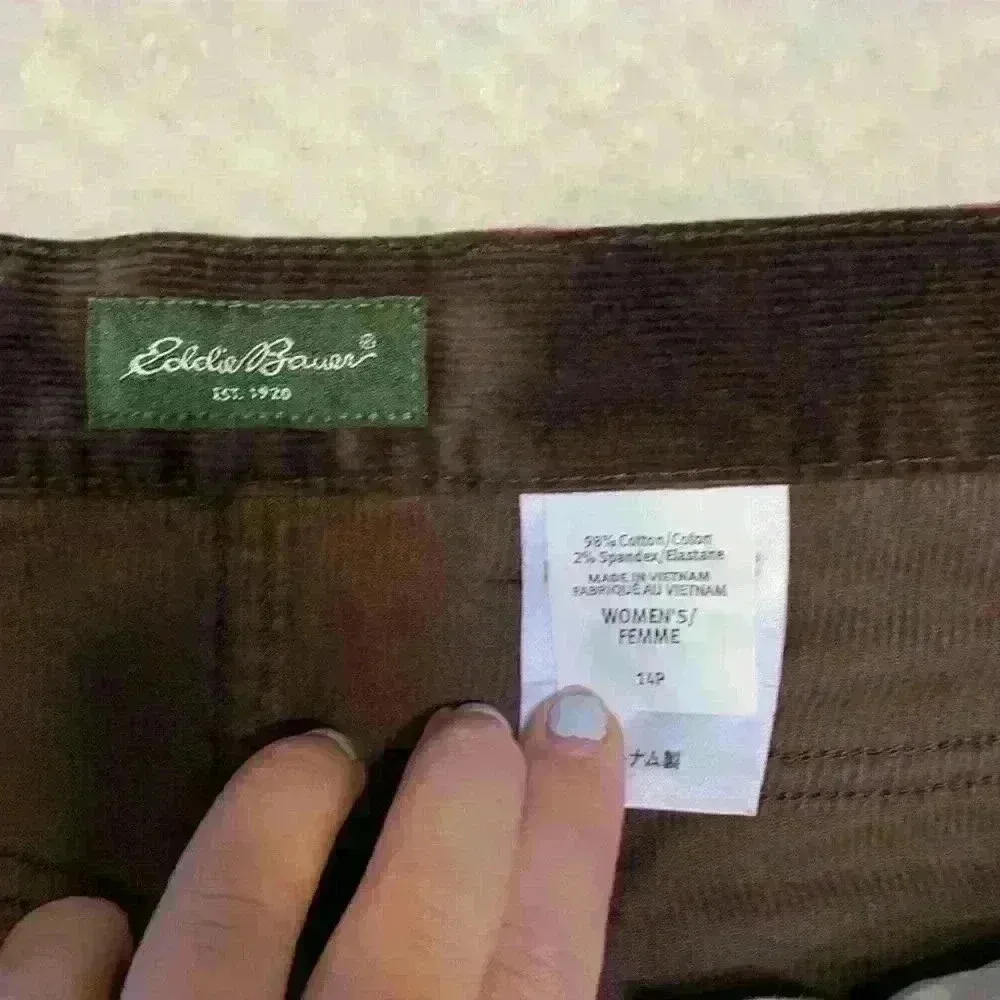 Eddie Bauer®
EST. 1920
98% Cotton/Coton
2% Spandex/Elastane
MADE IN VIETNAM
FABRIQUÉ AU VIETNAM
WOMEN'S/
FEMME
14P
ナム製